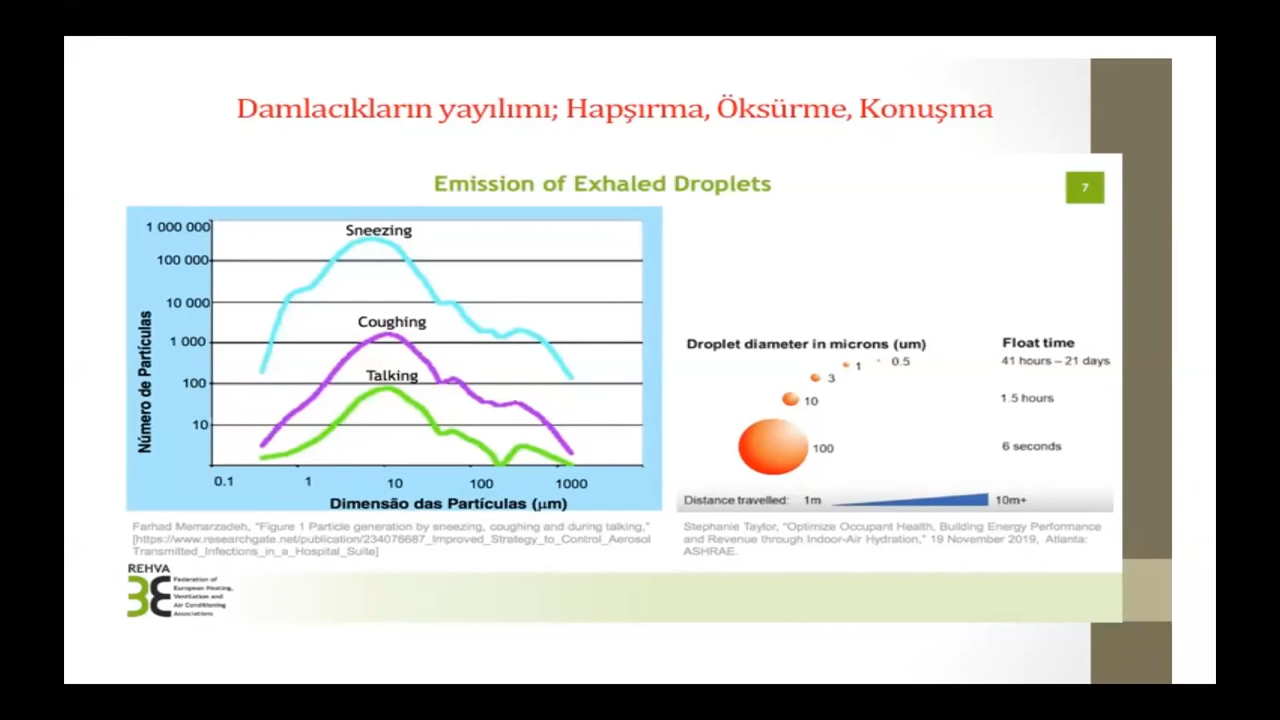 Damlacıkların yayılımı; Hapşırma, Öksürme, Konuşma
Emission of Exhaled Droplets
7
1 000 000
100 000
10 000
1 000
100
10
Número de Partículas
Sneezing
Coughing
Talking
0.1 1 10 100 1000
Dimensão das Partículas (µm)
Droplet diameter in microns (um)
0.5
1
3
10
100
Float time
41 hours – 21 days
1.5 hours
6 seconds
Distance travelled: 1m 10m+
Farhad Memarzadeh, "Figure 1 Particle generation by sneezing, coughing and during talking,"
[https://www.researchgate.net/publication/234076687_Improved_Strategy_to_Control_Aerosol
Transmitted_Infections_in_a_Hospital_Suite]
Stephanie Taylor, "Optimize Occupant Health, Building Energy Performance
and Revenue through Indoor-Air Hydration," 19 November 2019, Atlanta:
ASHRAE.
REHVA
Federation of
European Heating,
Ventilation and
Air Conditioning
Associations